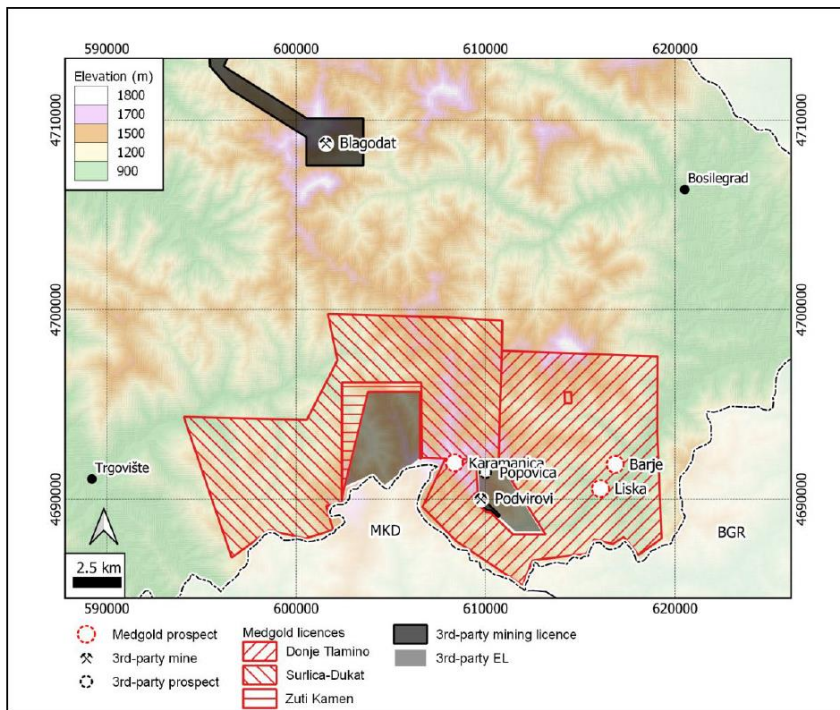 590000 600000 610000 620000
Elevation (m)
1800
1700
1500
1200
900
4710000
4710000
Blagodat
Bosilegrad
4700000
4700000
Karamanica
Barje
Popovica
Trgovište
Liska
Podvirovi
4690000
4690000
MKD
BGR
2.5 km
590000 600000 610000 620000
Medgold prospect
3rd-party mine
3rd-party prospect
Medgold licences
Donje Tlamino
Surlica-Dukat
Zuti Kamen
3rd-party mining licence
3rd-party EL